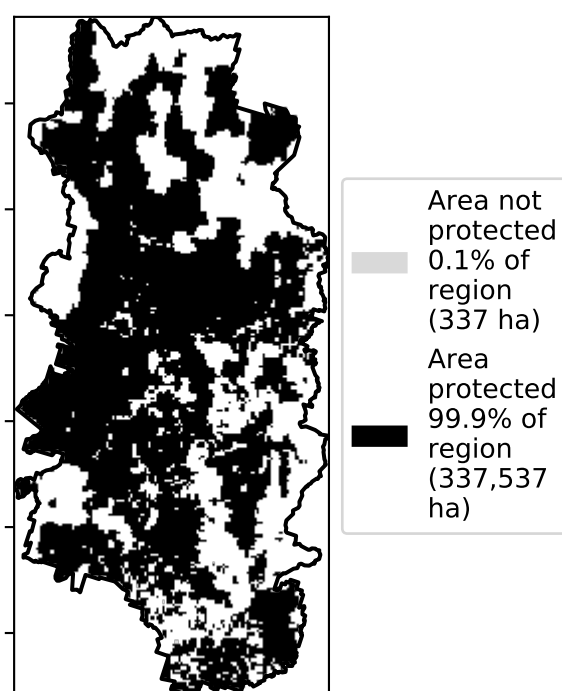 Area not
protected
0.1% of
region
(337 ha)
Area
protected
99.9% of
region
(337,537
ha)